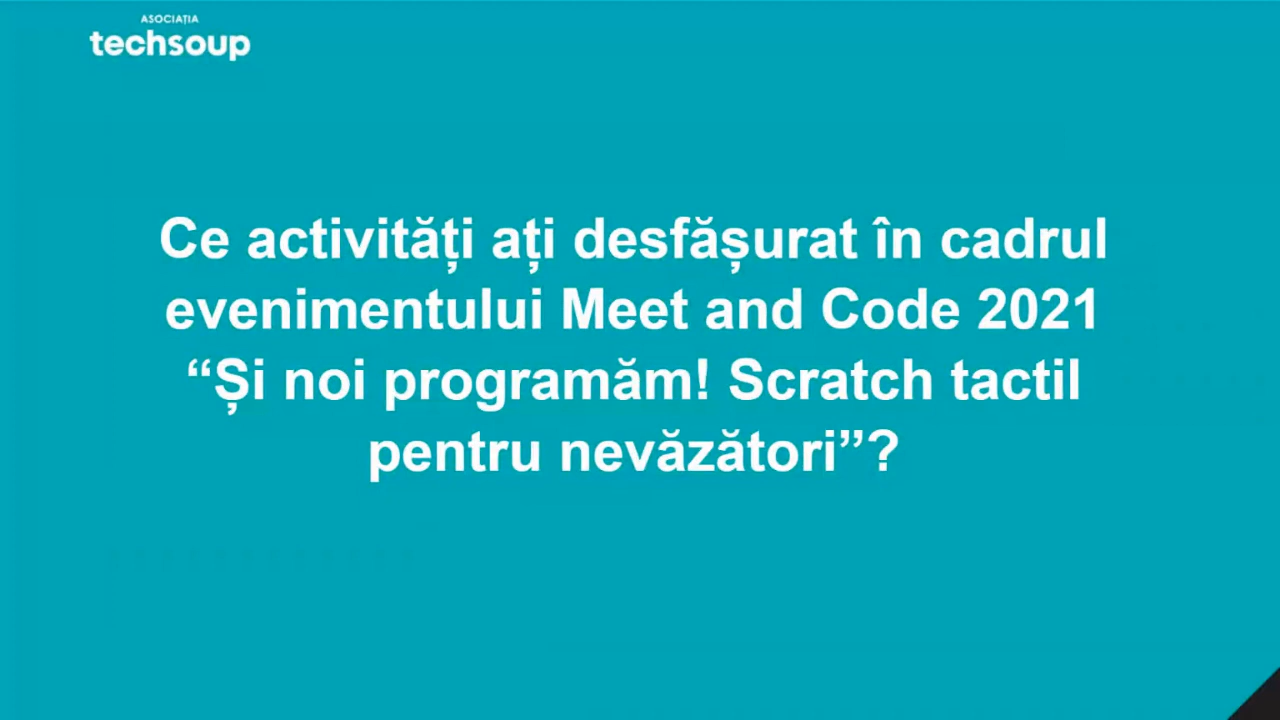 ASOCIAȚIA
techsoup
Ce activități ați desfășurat în cadrul
evenimentului Meet and Code 2021
“Și noi programăm! Scratch tactil
pentru nevăzători”?